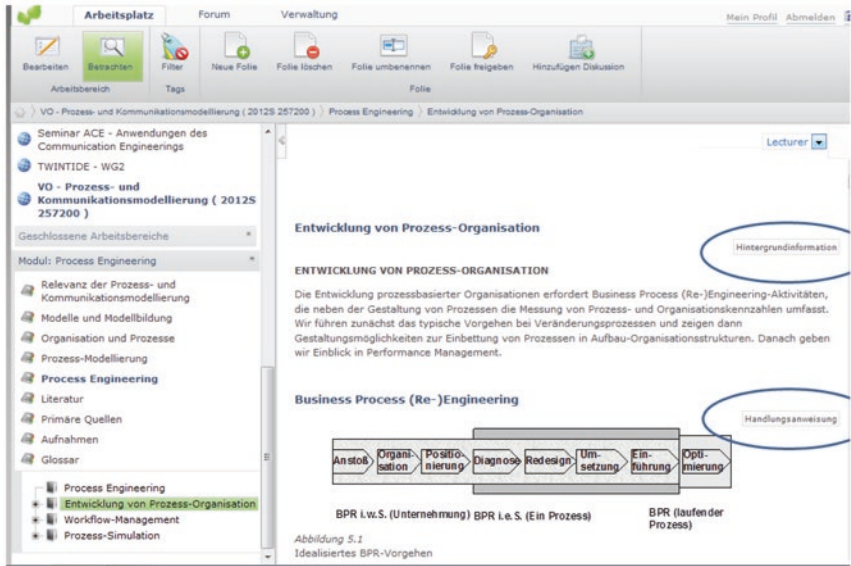 Arbeitsplatz Forum Verwaltung
Mein Profil Abmelden
Bearbeiten Betrachten Filter Neue Folie Folie löschen Folie umbenennen Folie freigeben Hinzufügen Diskussion
Arbeitsbereich Tags Folie
VO - Prozess- und Kommunikationsmodellierung ( 2012S 257200 ) Process Engineering Entwicklung von Prozess-Organisation
Seminar ACE - Anwendungen des
Communication Engineerings
TWINTIDE - WG2
VO - Prozess- und
Kommunikationsmodellierung ( 2012S
257200 )
Geschlossene Arbeitsbereiche
Modul: Process Engineering
Relevanz der Prozess- und
Kommunikationsmodellierung
Modelle und Modellbildung
Organisation und Prozesse
Prozess-Modellierung
Process Engineering
Literatur
Primäre Quellen
Aufnahmen
Glossar
Process Engineering
Entwicklung von Prozess-Organisation
Workflow-Management
Prozess-Simulation
Lecturer
Entwicklung von Prozess-Organisation
Hintergrundinformation
ENTWICKLUNG VON PROZESS-ORGANISATION
Die Entwicklung prozessbasierter Organisationen erfordert Business Process (Re-)Engineering-Aktivitäten,
die neben der Gestaltung von Prozessen die Messung von Prozess- und Organisationskennzahlen umfasst.
Wir führen zunächst das typische Vorgehen bei Veränderungsprozessen und zeigen dann
Gestaltungsmöglichkeiten zur Einbettung von Prozessen in Aufbau-Organisationsstrukturen. Danach geben
wir Einblick in Performance Management.
Business Process (Re-)Engineering
Handlungsanweisung
Anstoß
Organi-
sation
Positio-
nierung
Diagnose
Redesign
Um-
setzung
Ein-
führung
Opti-
mierung
BPR i.w.S. (Unternehmung) BPR i.e.S. (Ein Prozess)
BPR (laufender
Prozess)
Abbildung 5.1
Idealisiertes BPR-Vorgehen